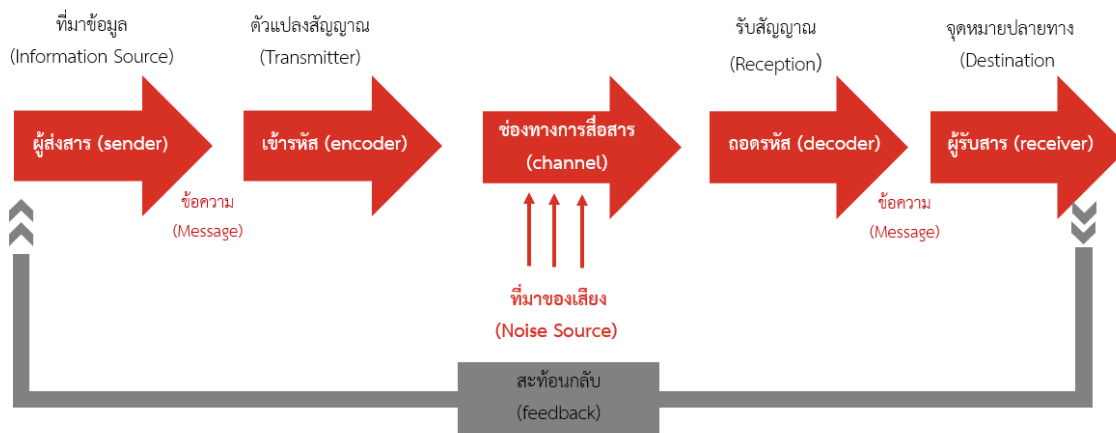 ที่มาข้อมูล
(Information Source)
ตัวแปลงสัญญาณ
(Transmitter)
รับสัญญาณ
(Reception)
จุดหมายปลายทาง
(Destination
ผู้ส่งสาร (sender)
เข้ารหัส (encoder)
ช่องทางการสื่อสาร
(channel)
ถอดรหัส (decoder)
ผู้รับสาร (receiver)
ข้อความ
(Message)
ข้อความ
(Message)
ที่มาของเสียง
(Noise Source)
สะท้อนกลับ
(feedback)